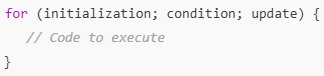 for (initialization; condition; update) {
// Code to execute
}